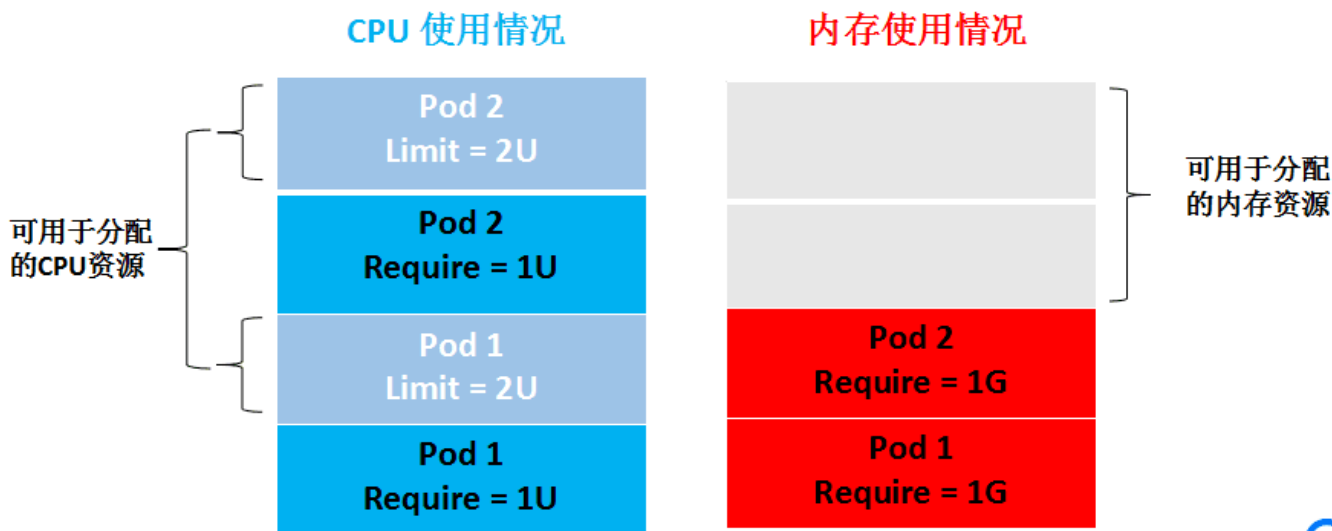 CPU 使用情况
内存使用情况
可用于分配
的CPU资源
Pod 2
Limit = 2U
Pod 2
Require = 1U
Pod 1
Limit = 2U
Pod 1
Require = 1U
Pod 2
Require = 1G
Pod 1
Require = 1G
可用于分配
的内存资源